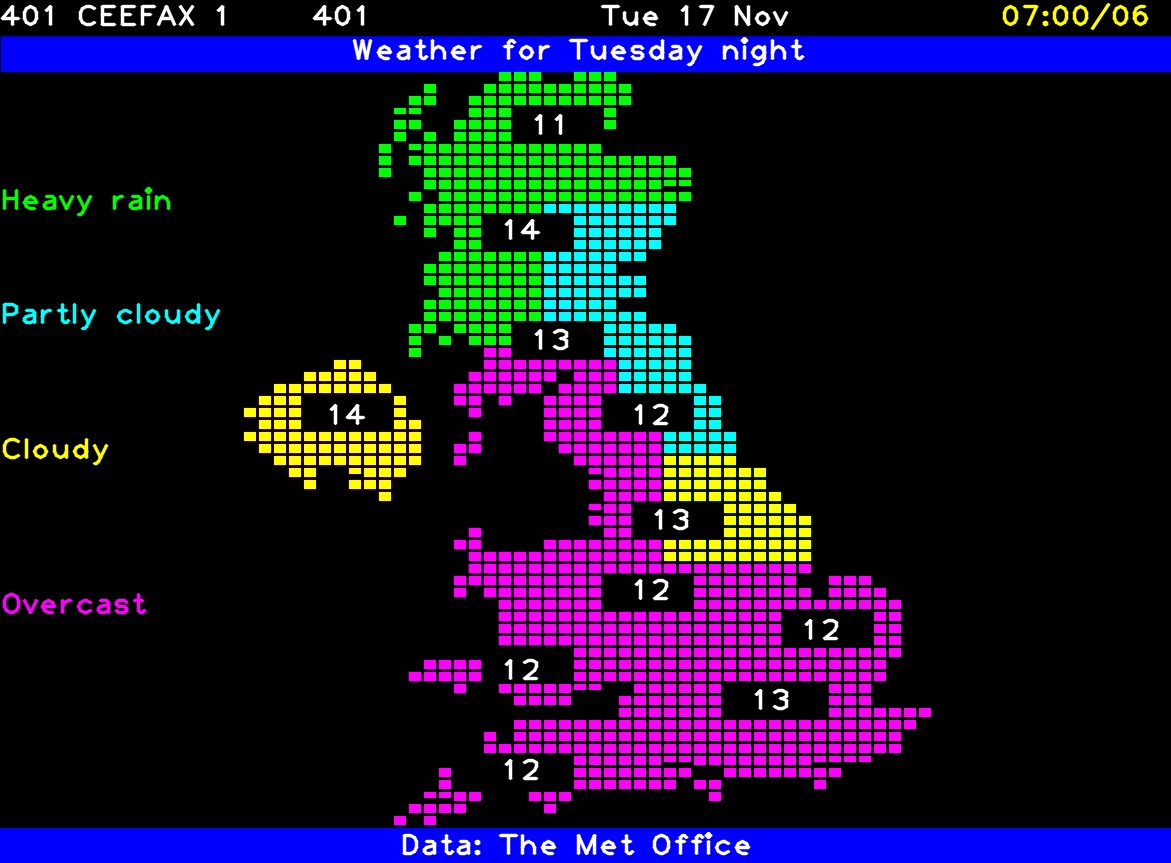 401 CEEFAX 1 401 Tue 17 Nov 07:00/06
Weather for Tuesday night
11
Heavy rain
14
Partly cloudy
13
14
12
Cloudy
13
12
Overcast
12
12
13
12
Data: The Met Office